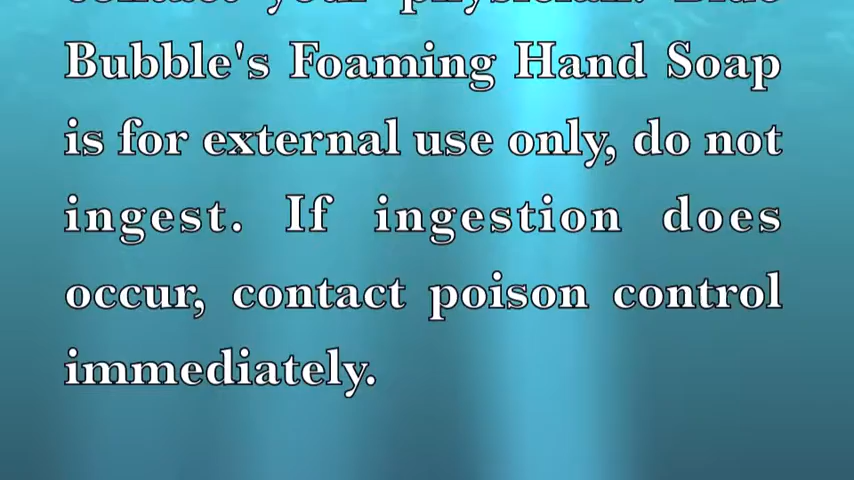 contact your physician. Blue
Bubble's Foaming Hand Soap
is for external use only, do not
ingest. If ingestion does
occur, contact poison control
immediately.